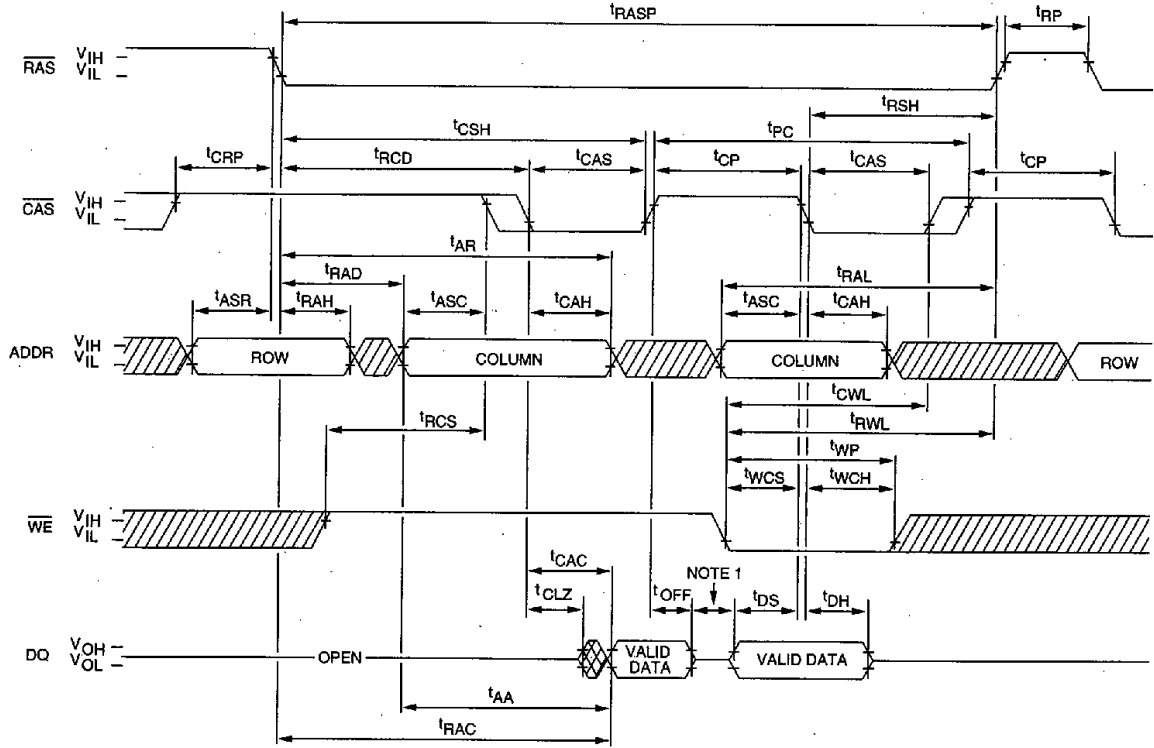 tRASP tRP
RAS VIH
VIL
tRSH
tCSH tPC
tCRP tRCD tCAS tCP tCAS tCP
CAS VIH
VIL
tAR
tRAD tRAL
tASR tRAH tASC tCAH tASC tCAH
ADDR VIH
VIL
ROW COLUMN COLUMN ROW
tCWL
tRCS tRWL
tWP
tWCS tWCH
WE VIH
VIL
tCAC NOTE 1
tCLZ tOFF tDS tDH
DQ VOH
VOL
OPEN VALID DATA VALID DATA
tAA
tRAC